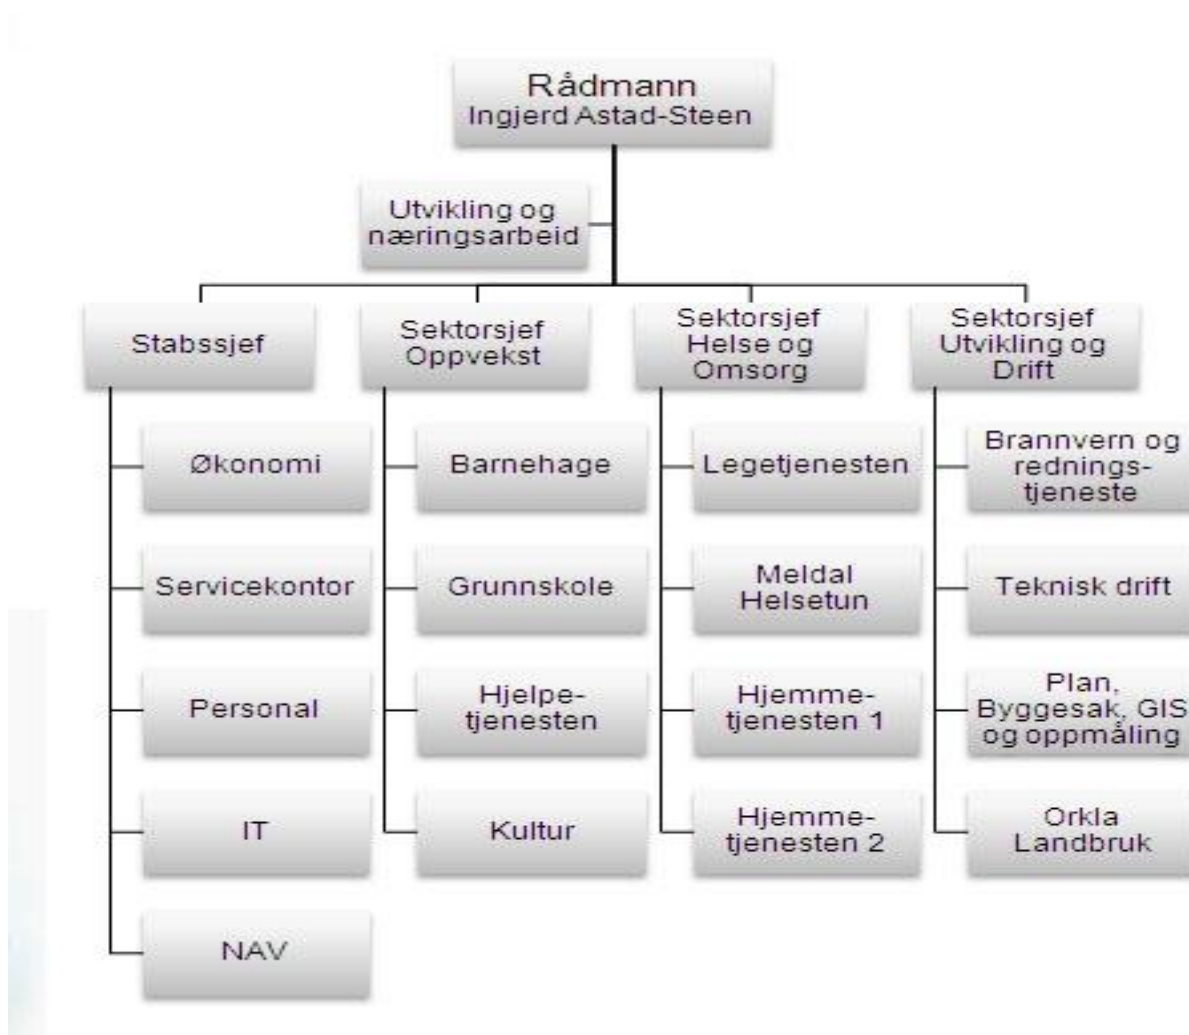 Rådmann
Ingjerd Astad-Steen
Utvikling og
næringsarbeid
Stabssjef
Økonomi
Servicekontor
Personal
IT
NAV
Sektorsjef
Oppvekst
Barnehage
Grunnskole
Hjelpe-
tjenesten
Kultur
Sektorsjef
Helse og
Omsorg
Legetjenesten
Meldal
Helsetun
Hjemme-
tjenesten 1
Hjemme-
tjenesten 2
Sektorsjef
Utvikling og
Drift
Brannvern og
rednings-
tjeneste
Teknisk drift
Plan,
Byggesak, GIS
og oppmåling
Orkla
Landbruk